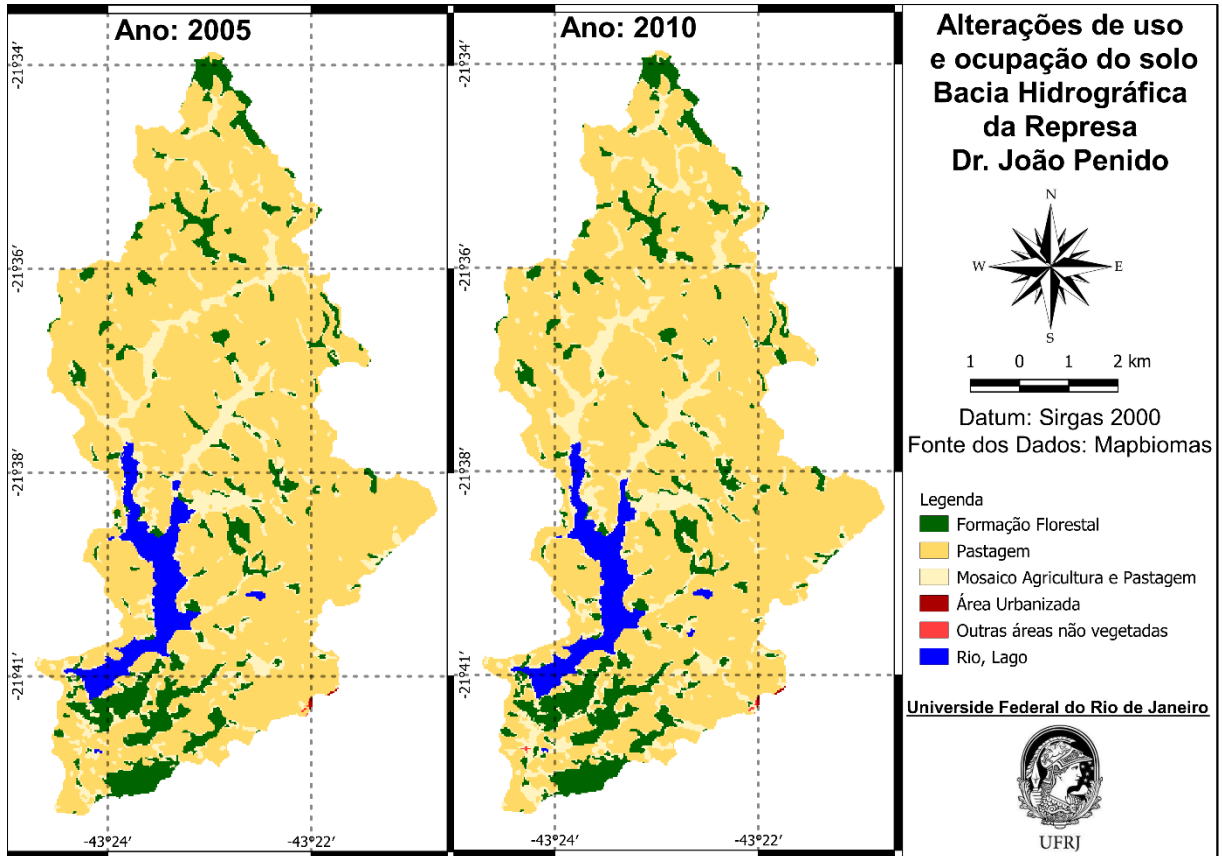 Ano: 2005
-21°34′
-21°36′
-21°38′
-21°41′
-43°24′
-43°22′
Ano: 2010
-21°34′
-21°36′
-21°38′
-21°41′
-43°24′
-43°22′
Alterações de uso
e ocupação do solo
Bacia Hidrográfica
da Represa
Dr. João Penido
N
W
E
S
1 0 1 2 km
Datum: Sirgas 2000
Fonte dos Dados: Mapbiomas
Legenda
Formação Florestal
Pastagem
Mosaico Agricultura e Pastagem
Área Urbanizada
Outras áreas não vegetadas
Rio, Lago
Universide Federal do Rio de Janeiro
UFRJ